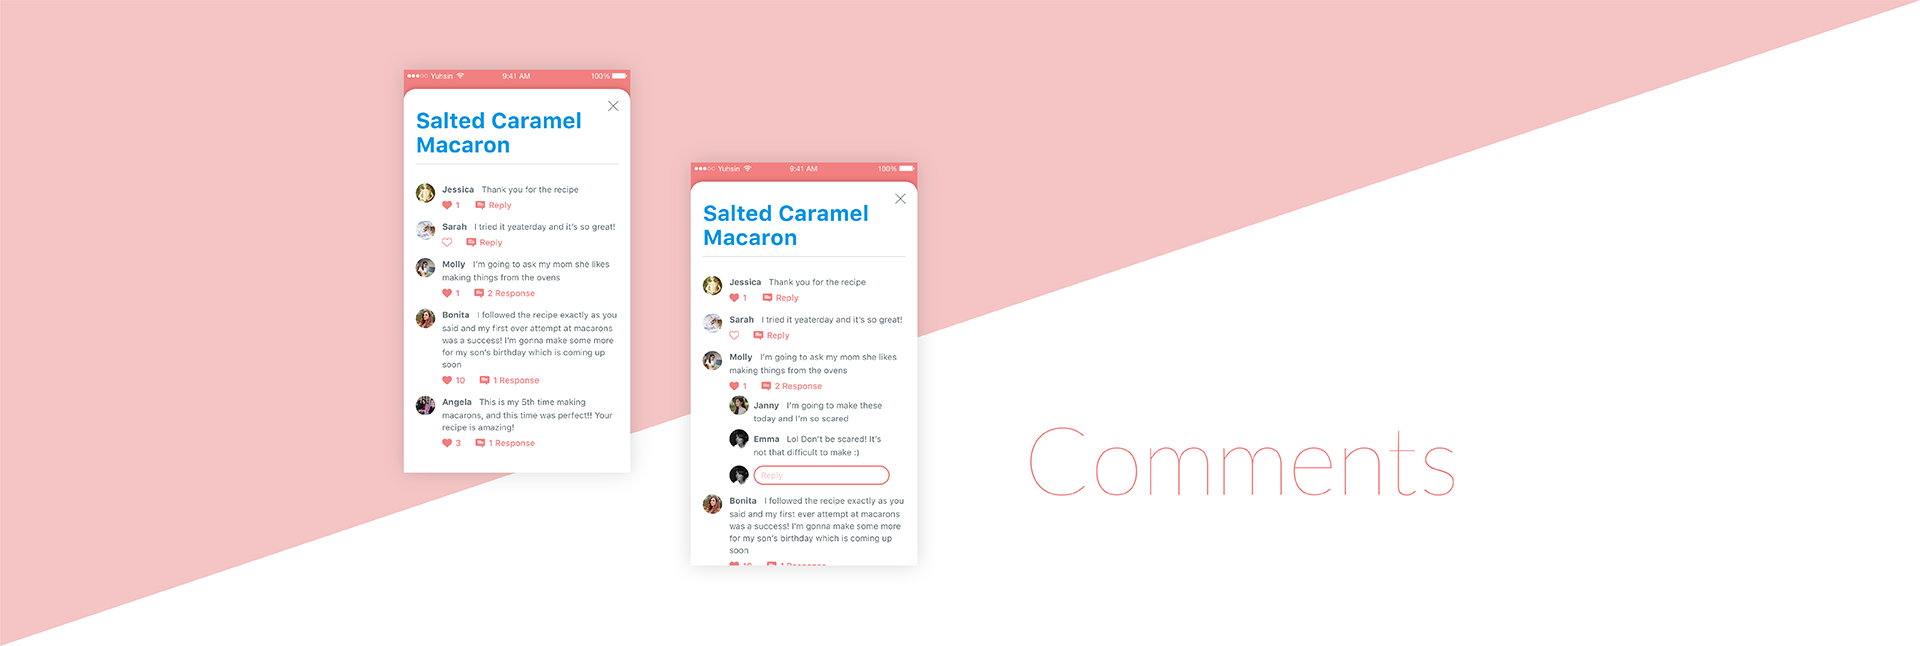 Yuhsin 9:41 AM 100%
Salted Caramel
Macaron
Jessica Thank you for the recipe
1 Reply
Sarah I tried it yeaterday and it's so great!
Reply
Molly I'm going to ask my mom she likes
making things from the ovens
1 2 Response
Bonita I followed the recipe exactly as you
said and my first ever attempt at macarons
was a success! I'm gonna make some more
for my son's birthday which is coming up
soon
10 1 Response
Angela This is my 5th time making
macarons, and this time was perfect!! Your
recipe is amazing!
3 1 Response
Yuhsin 9:41 AM 100%
Salted Caramel
Macaron
Jessica Thank you for the recipe
1 Reply
Sarah I tried it yeaterday and it's so great!
Reply
Molly I'm going to ask my mom she likes
making things from the ovens
1 2 Response
Janny I'm going to make these
today and I'm so scared
Emma Lol Don't be scared! It's
not that difficult to make :)
Reply
Bonita I followed the recipe exactly as you
said and my first ever attempt at macarons
was a success! I'm gonna make some more
for my son's birthday which is coming up
soon
10 1 Response
Comments